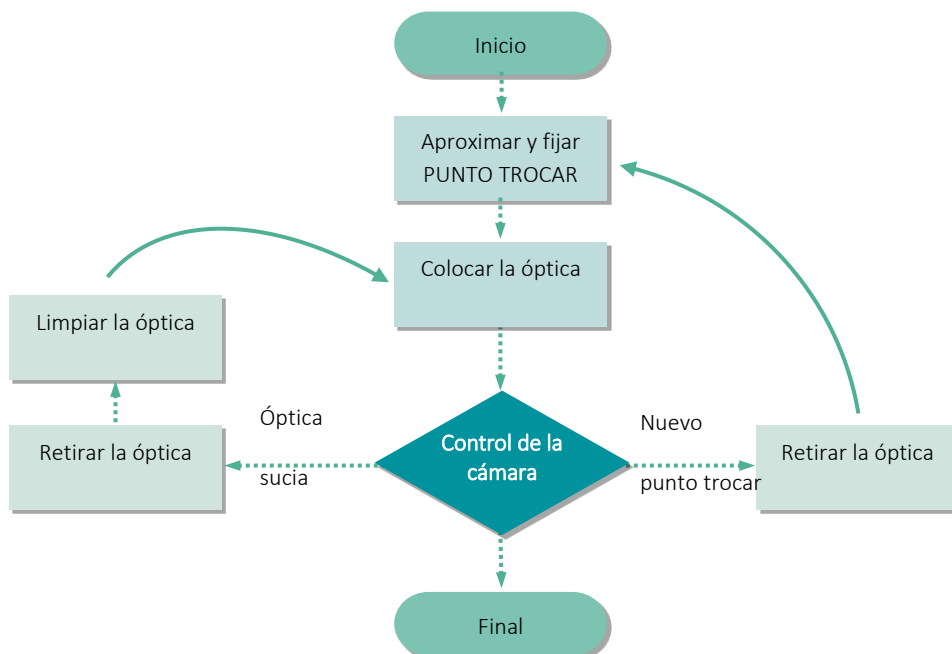 Inicio
Aproximar y fijar
PUNTO TROCAR
Colocar la óptica
Limpiar la óptica
Óptica
sucia
Retirar la óptica
Control de la
cámara
Nuevo
punto trocar
Retirar la óptica
Final